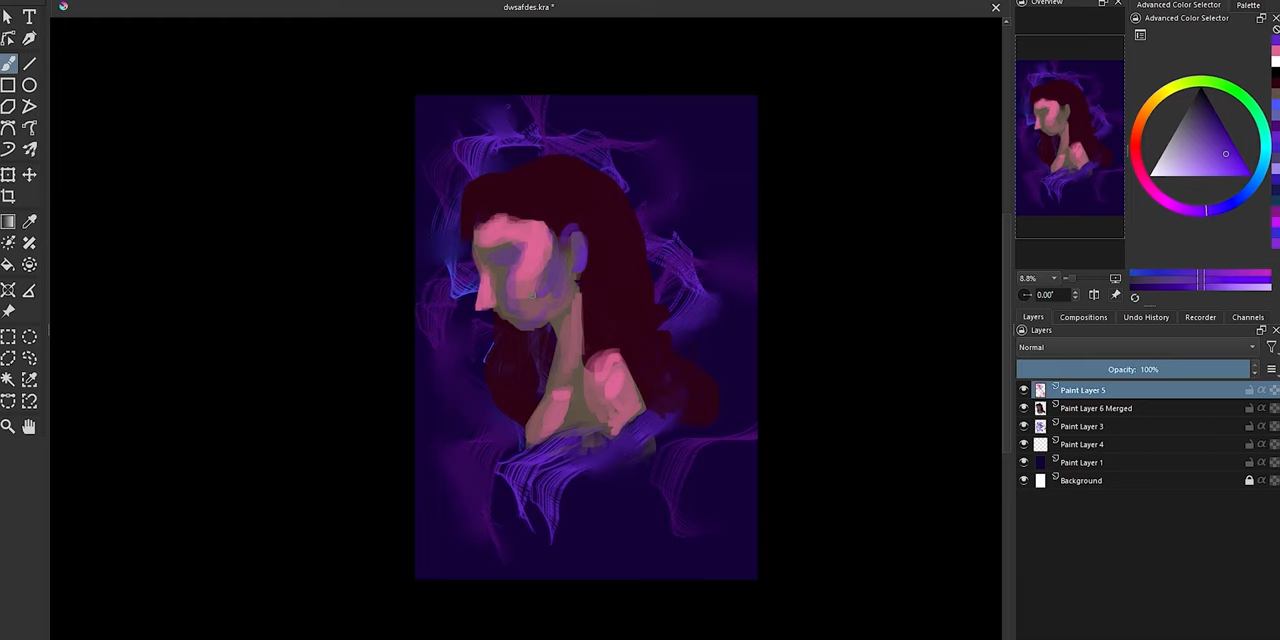 dwsafdes.kra *
Overview
Advanced Color Selector
Palette
Advanced Color Selector
8.8%
0.00°
Layers
Compositions
Undo History
Recorder
Channels
Layers
Normal
Opacity: 100%
Paint Layer 5
Paint Layer 6 Merged
Paint Layer 3
Paint Layer 4
Paint Layer 1
Background